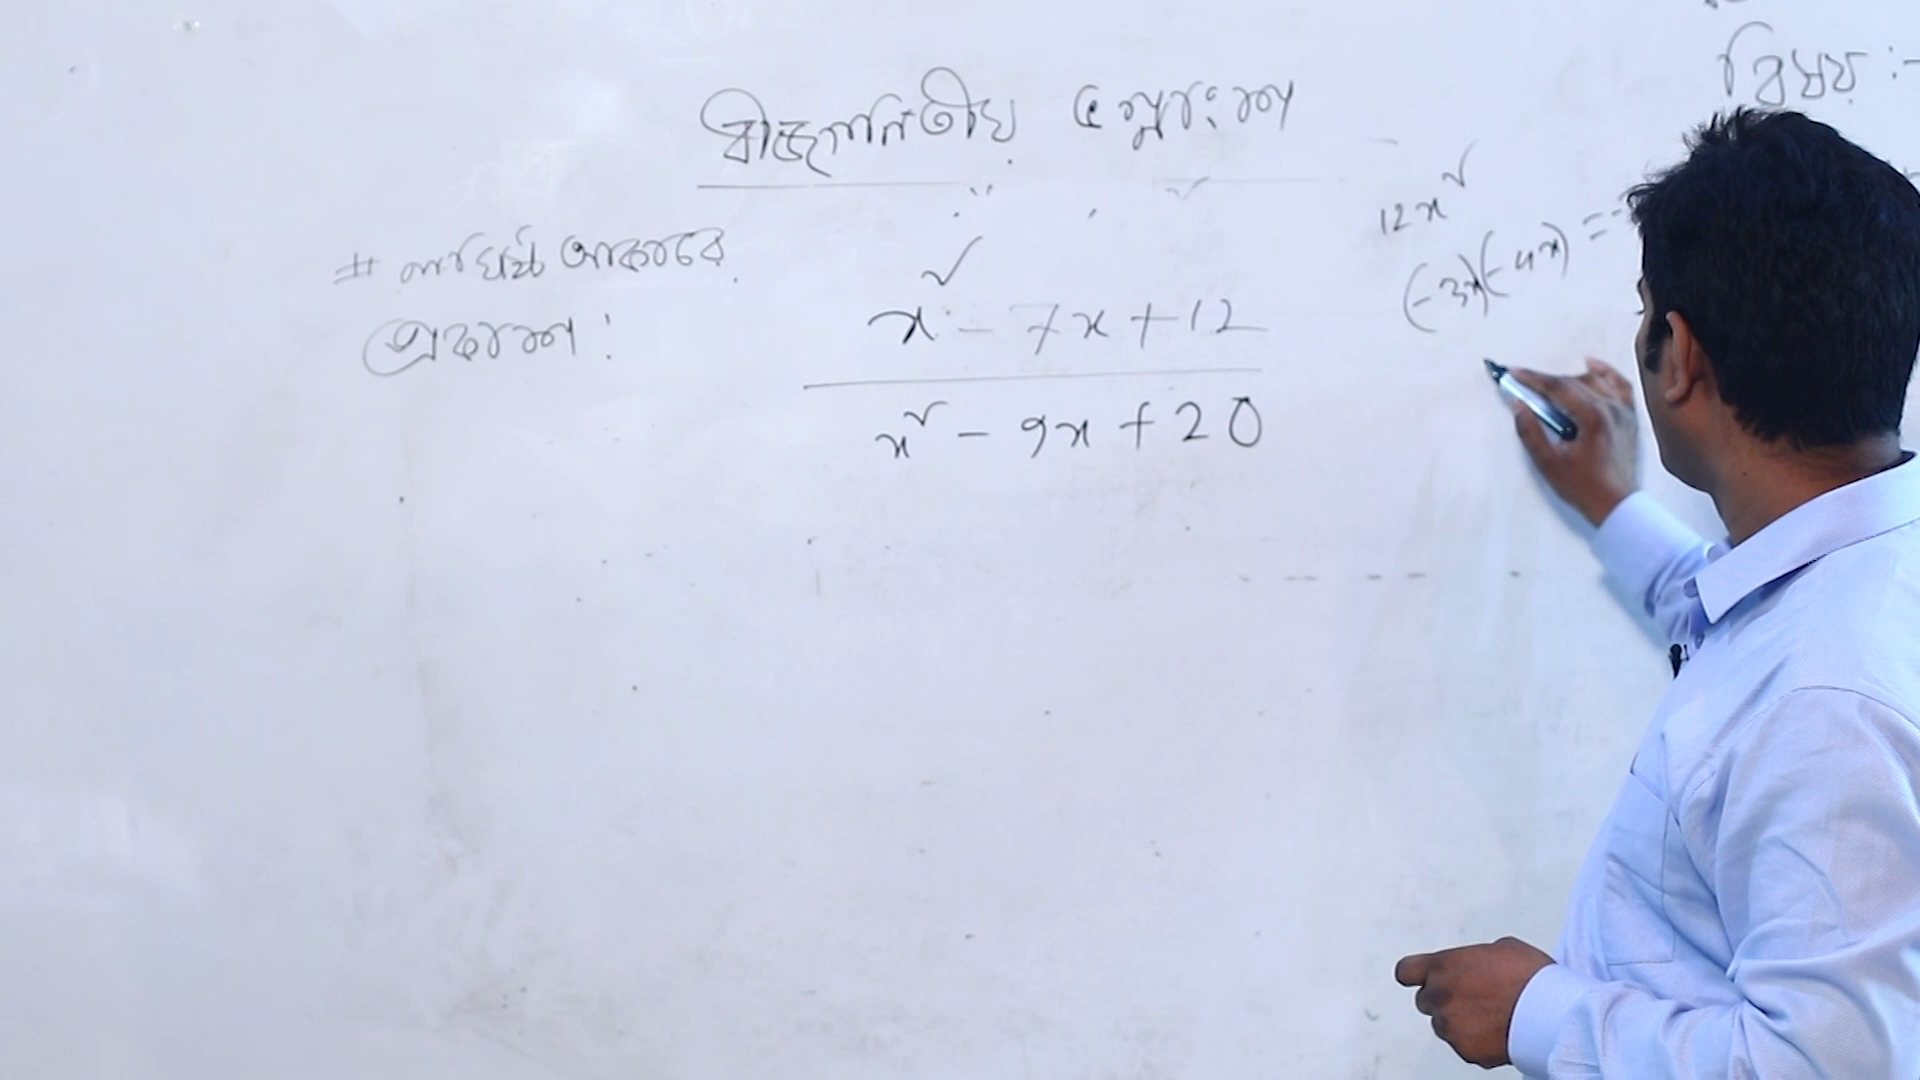 বীজগাণিতীয় ভগ্নাংশ
বিষয় :-
# লঘিষ্ঠ আকারে
প্রকাশ :
x² - 7x + 12
x² - 9x + 20
12x²
(-3x)(-4x) = -